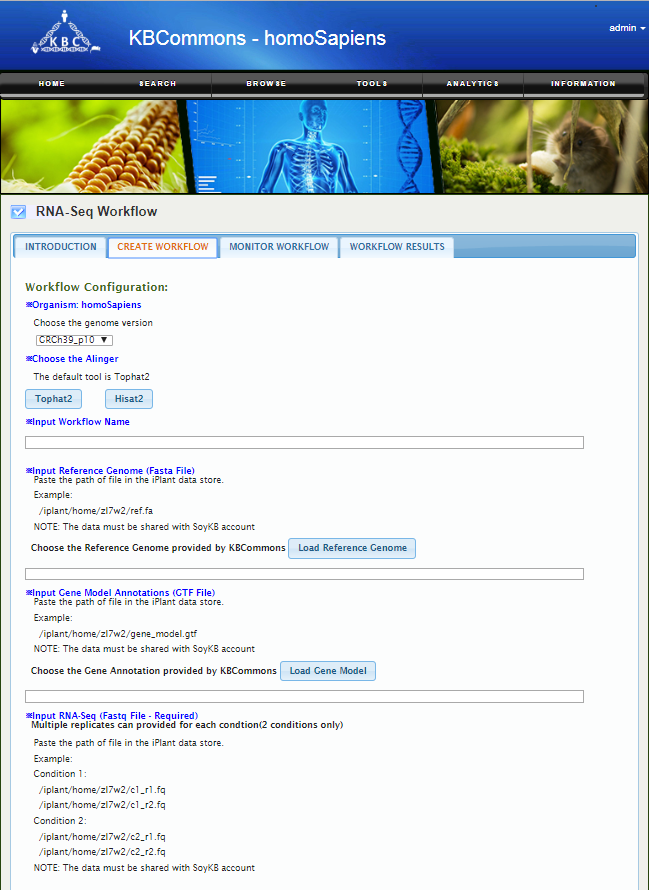 KBC
KBCommons - homoSapiens
admin
HOME SEARCH BROWSE TOOLS ANALYTICS INFORMATION
RNA-Seq Workflow
INTRODUCTION CREATE WORKFLOW MONITOR WORKFLOW WORKFLOW RESULTS
Workflow Configuration:
※Organism: homoSapiens
Choose the genome version
GRCh39_p10 ▼
※Choose the Alinger
The default tool is Tophat2
Tophat2 Hisat2
※Input Workflow Name
※Input Reference Genome (Fasta File)
Paste the path of file in the iPlant data store.
Example:
/iplant/home/zl7w2/ref.fa
NOTE: The data must be shared with SoyKB account
Choose the Reference Genome provided by KBCommons Load Reference Genome
※Input Gene Model Annotations (GTF File)
Paste the path of file in the iPlant data store.
Example:
/iplant/home/zl7w2/gene_model.gtf
NOTE: The data must be shared with SoyKB account
Choose the Gene Annotation provided by KBCommons Load Gene Model
※Input RNA-Seq (Fastq File - Required)
Multiple replicates can provided for each condtion(2 conditions only)
Paste the path of file in the iPlant data store.
Example:
Condition 1:
/iplant/home/zl7w2/c1_r1.fq
/iplant/home/zl7w2/c1_r2.fq
Condition 2:
/iplant/home/zl7w2/c2_r1.fq
/iplant/home/zl7w2/c2_r2.fq
NOTE: The data must be shared with SoyKB account